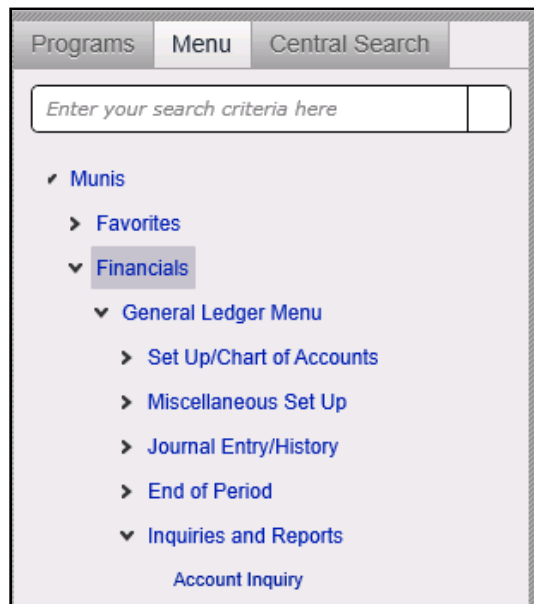 Programs Menu Central Search
Enter your search criteria here
Munis
Favorites
Financials
General Ledger Menu
Set Up/Chart of Accounts
Miscellaneous Set Up
Journal Entry/History
End of Period
Inquiries and Reports
Account Inquiry